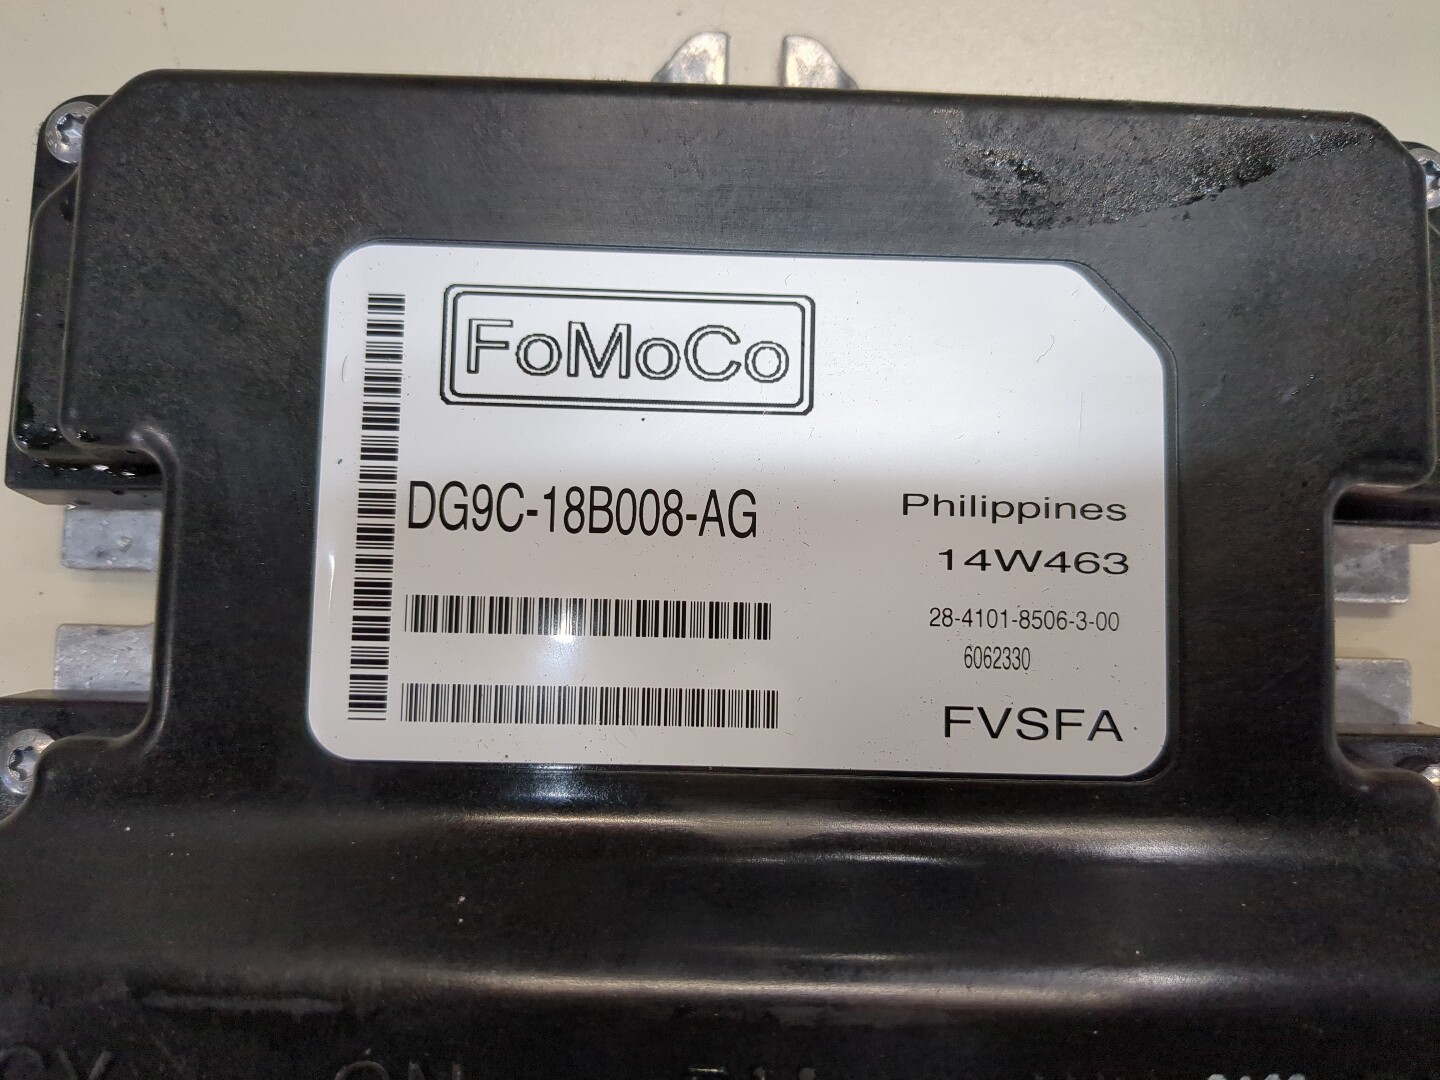 FoMoCo
DG9C-18B008-AG
Philippines
14W463
28-4101-8506-3-00
6062330
FVSFA